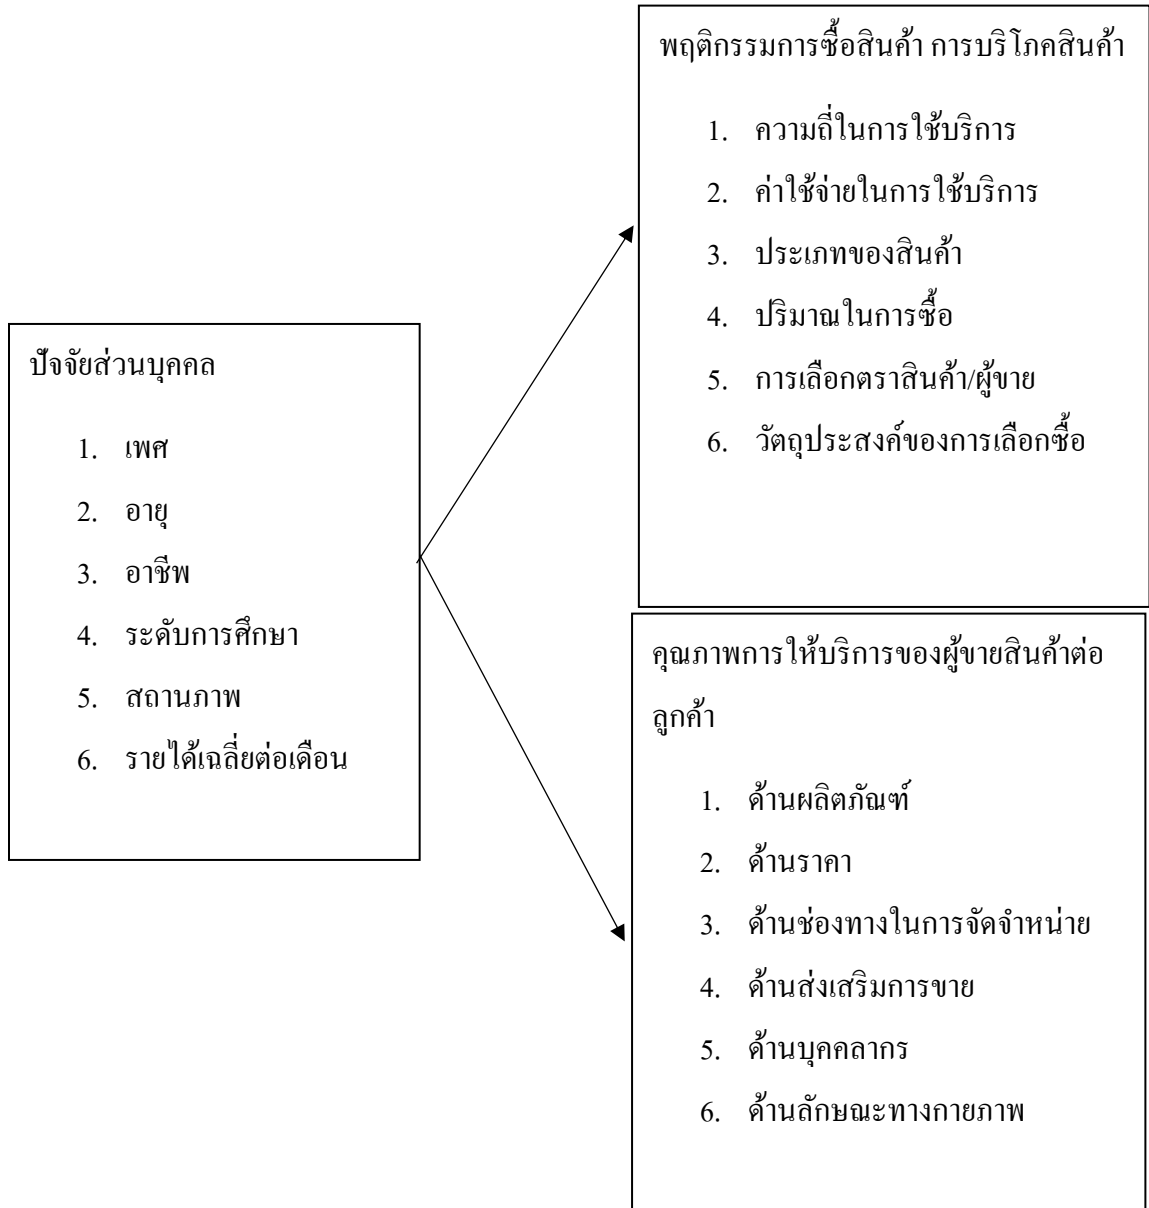 พฤติกรรมการซื้อสินค้า การบริโภคสินค้า
1. ความถี่ในการใช้บริการ
2. ค่าใช้จ่ายในการใช้บริการ
3. ประเภทของสินค้า
4. ปริมาณในการซื้อ
5. การเลือกตราสินค้า/ผู้ขาย
6. วัตถุประสงค์ของการเลือกซื้อ
ปัจจัยส่วนบุคคล
1. เพศ
2. อายุ
3. อาชีพ
4. ระดับการศึกษา
5. สถานภาพ
6. รายได้เฉลี่ยต่อเดือน
คุณภาพการให้บริการของผู้ขายสินค้าต่อ
ลูกค้า
1. ด้านผลิตภัณฑ์
2. ด้านราคา
3. ด้านช่องทางในการจัดจำหน่าย
4. ด้านส่งเสริมการขาย
5. ด้านบุคคลากร
6. ด้านลักษณะทางกายภาพ